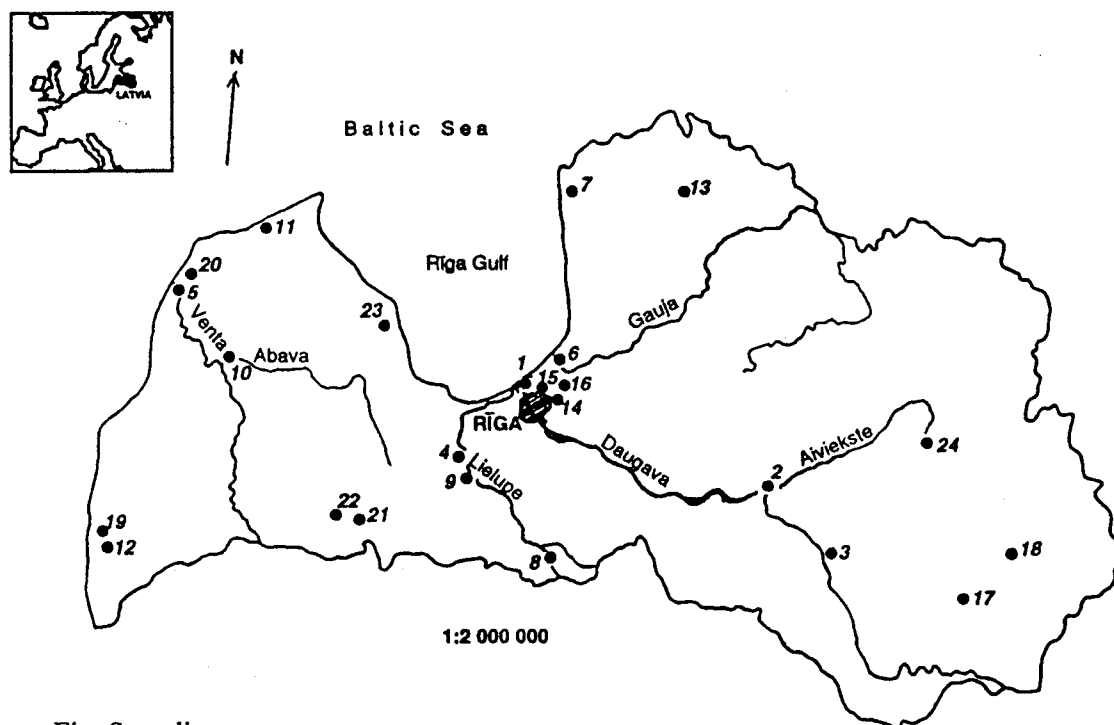 LATVIA
N
Baltic Sea
7
13
11
Rīga Gulf
20
5
Venta
23
Gauja
10
Abava
6
1
15
16
14
RĪGA
4
Lielupe
9
Daugava
Aiviekste
2
24
22
21
19
12
8
3
18
17
1:2 000 000